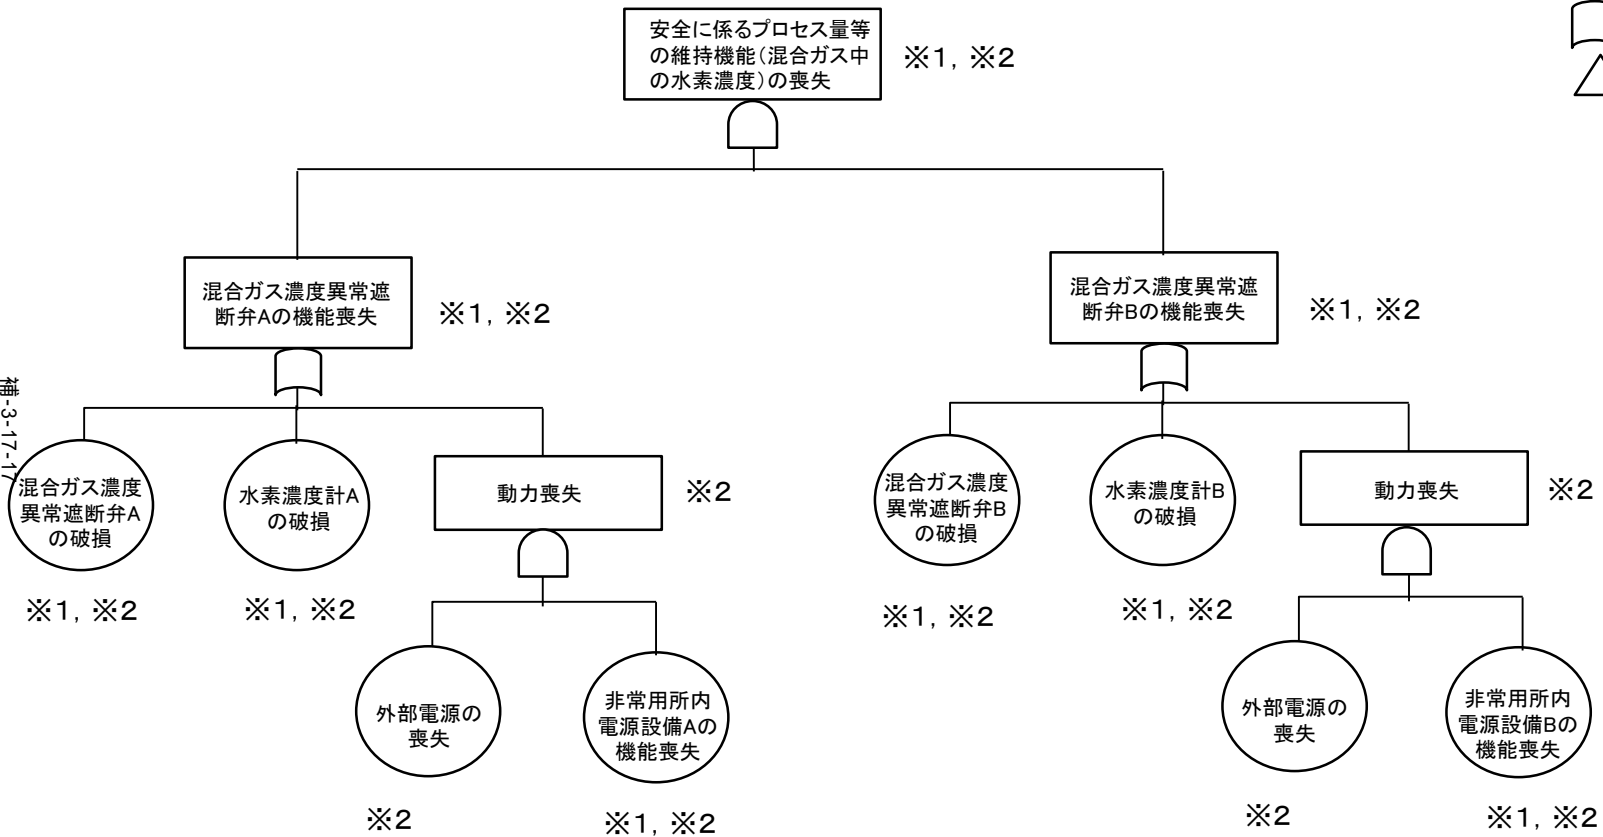 安全に係るプロセス量等
の維持機能(混合ガス中
の水素濃度)の喪失
※1, ※2
混合ガス濃度異常遮
断弁Aの機能喪失
※1, ※2
混合ガス濃度異常遮
断弁Bの機能喪失
※1, ※2
補-3-17-17
混合ガス濃度
異常遮断弁A
の破損
※1, ※2
水素濃度計A
の破損
※1, ※2
動力喪失
※2
混合ガス濃度
異常遮断弁B
の破損
※1, ※2
水素濃度計B
の破損
※1, ※2
動力喪失
※2
外部電源の
喪失
※2
非常用所内
電源設備Aの
機能喪失
※1, ※2
外部電源の
喪失
※2
非常用所内
電源設備Bの
機能喪失
※1, ※2